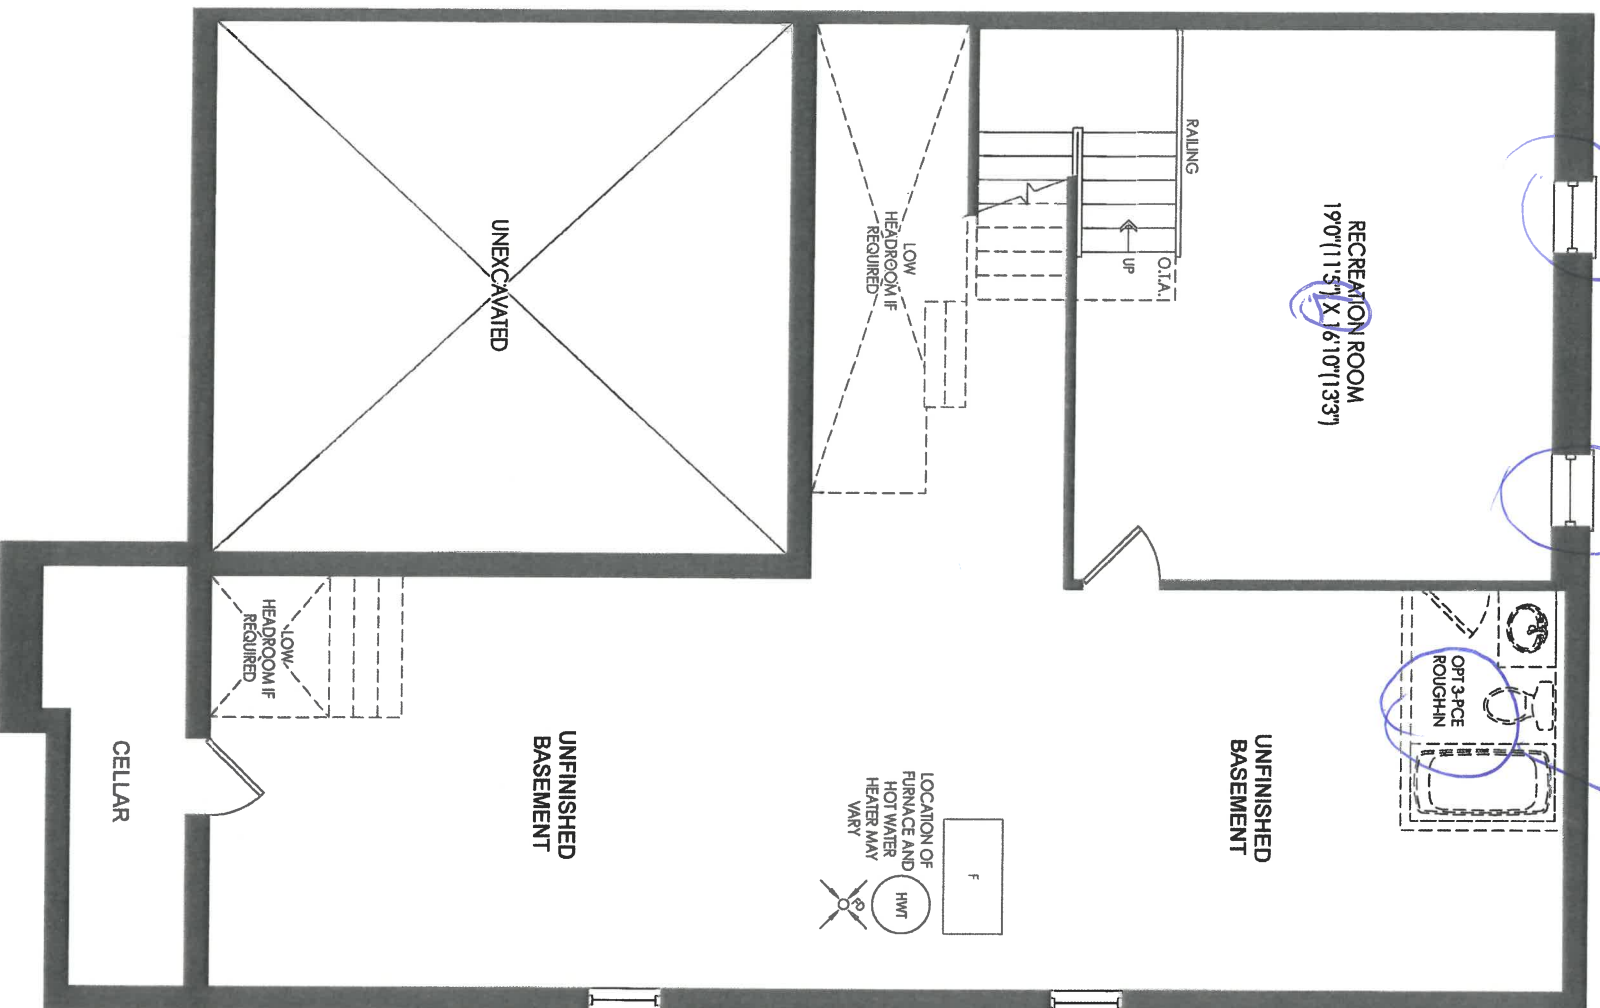 RECREATION ROOM
19'0"(11'5") X 16'10"(13'3")
RAILING
O.T.A.
UP
LOW
HEADROOM IF
REQUIRED
UNEXCAVATED
OPT 3-PCE
ROUGH-IN
UNFINISHED
BASEMENT
LOCATION OF
FURNACE AND
HOT WATER
HEATER MAY
VARY
F
HWT
FD
UNFINISHED
BASEMENT
LOW
HEADROOM IF
REQUIRED
CELLAR